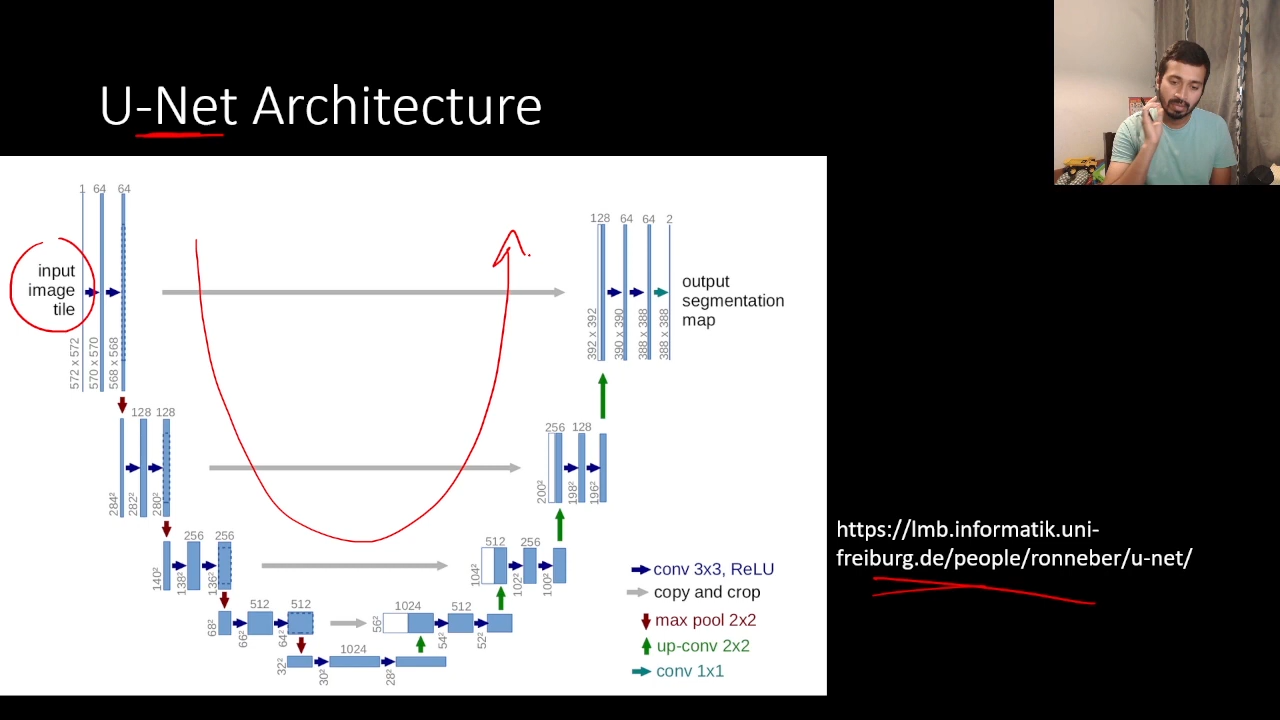 U-Net Architecture
1 64 64
input
image
tile
572 x 572
570 x 570
568 x 568
128 128
284²
282²
280²
256 256
140²
138²
136²
512 512
68²
66²
64²
1024
32²
30²
28²
1024 512
56²
54²
52²
512 256
104²
102²
100²
256 128
200²
198²
196²
128 64 64 2
392 x 392
390 x 390
388 x 388
388 x 388
output
segmentation
map
conv 3x3, ReLU
copy and crop
max pool 2x2
up-conv 2x2
conv 1x1
https://lmb.informatik.uni-
freiburg.de/people/ronneber/u-net/